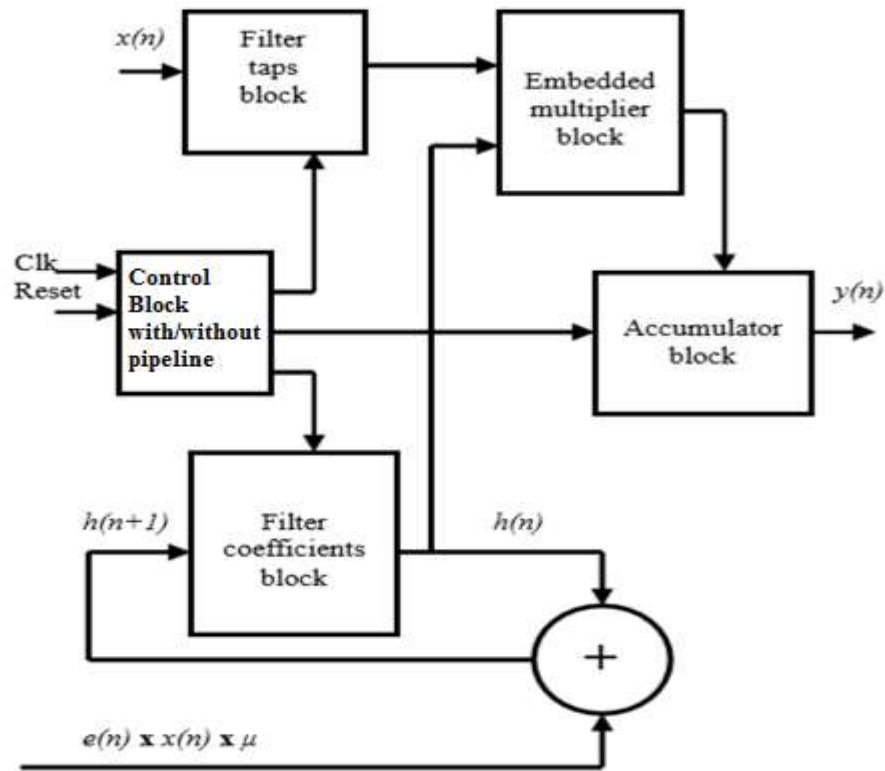 x(n)
Filter
taps
block
Embedded
multiplier
block
Clk
Reset
Control
Block
with/without
pipeline
y(n)
Accumulator
block
h(n+1)
Filter
coefficients
block
h(n)
+
e(n) x x(n) x μ